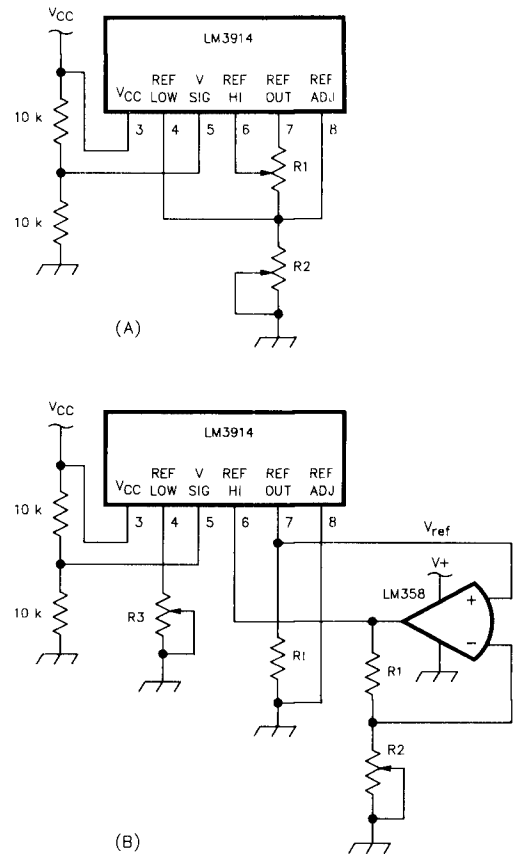 VCC
LM3914
REF V REF REF REF
VCC LOW SIG HI OUT ADJ
3 4 5 6 7 8
10 k
R1
10 k
R2
(A)
VCC
LM3914
REF V REF REF REF
VCC LOW SIG HI OUT ADJ
3 4 5 6 7 8
10 k
Vref
V+
LM358
+
−
10 k
R3
R1
R1
R2
(B)